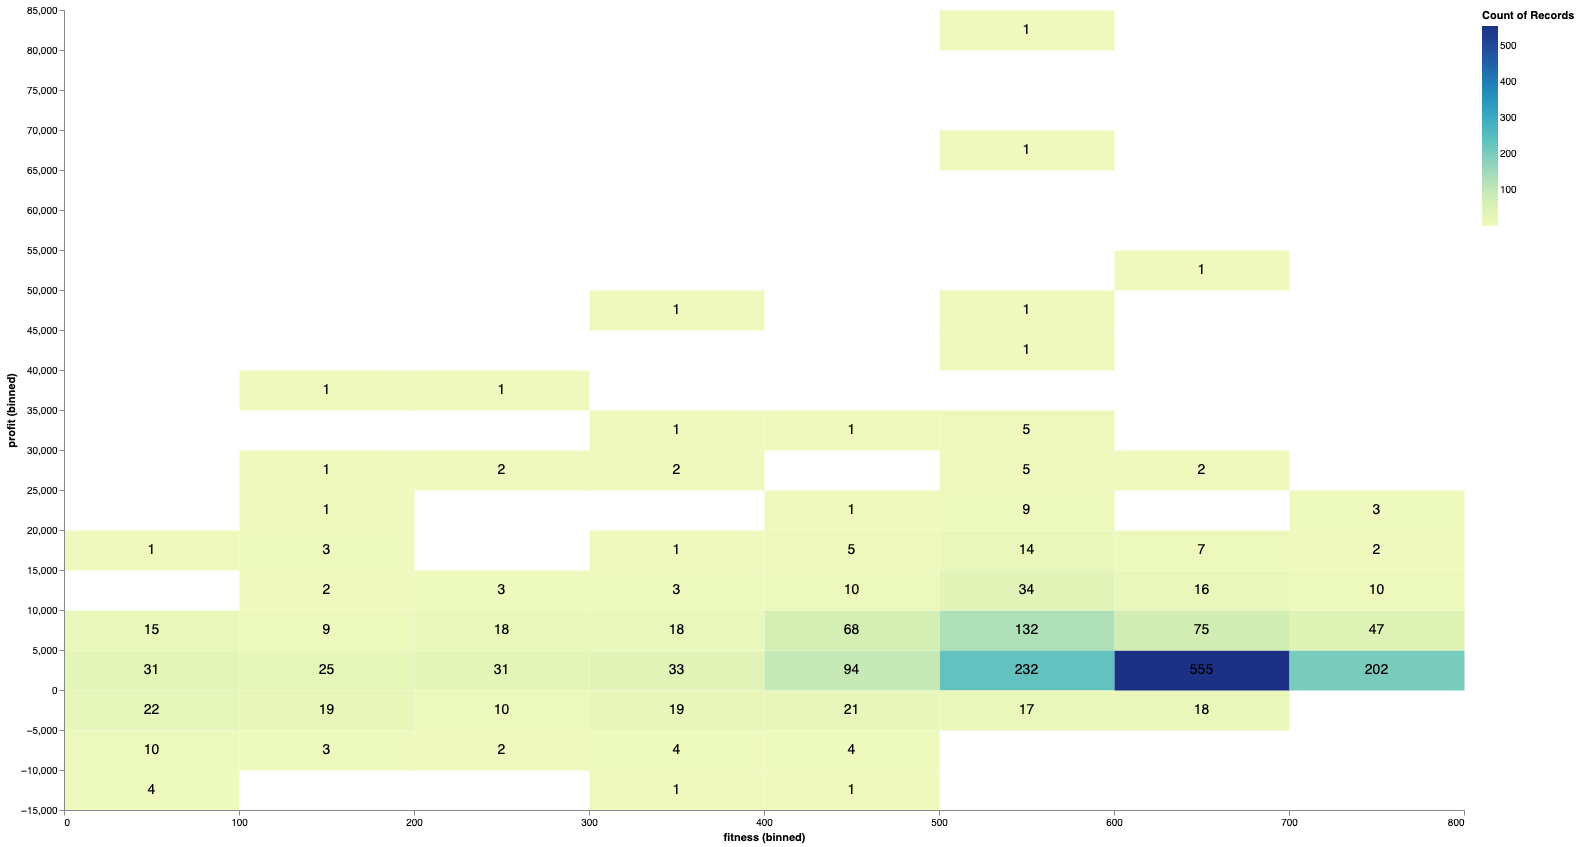 85,000 1 Count of Records
80,000 500
75,000 400
70,000 1 300
65,000 200
60,000 100
55,000 1
50,000 1 1
45,000 1
40,000 1 1
35,000 1 1 5
30,000 1 2 2 5 2
25,000 1 1 9 3
20,000 1 3 1 5 14 7 2
15,000 2 3 3 10 34 16 10
10,000 15 9 18 18 68 132 75 47
5,000 31 25 31 33 94 232 555 202
0 22 19 10 19 21 17 18
−5,000 10 3 2 4 4
−10,000 4 1 1
−15,000
profit (binned)
0 100 200 300 400 500 600 700 800
fitness (binned)